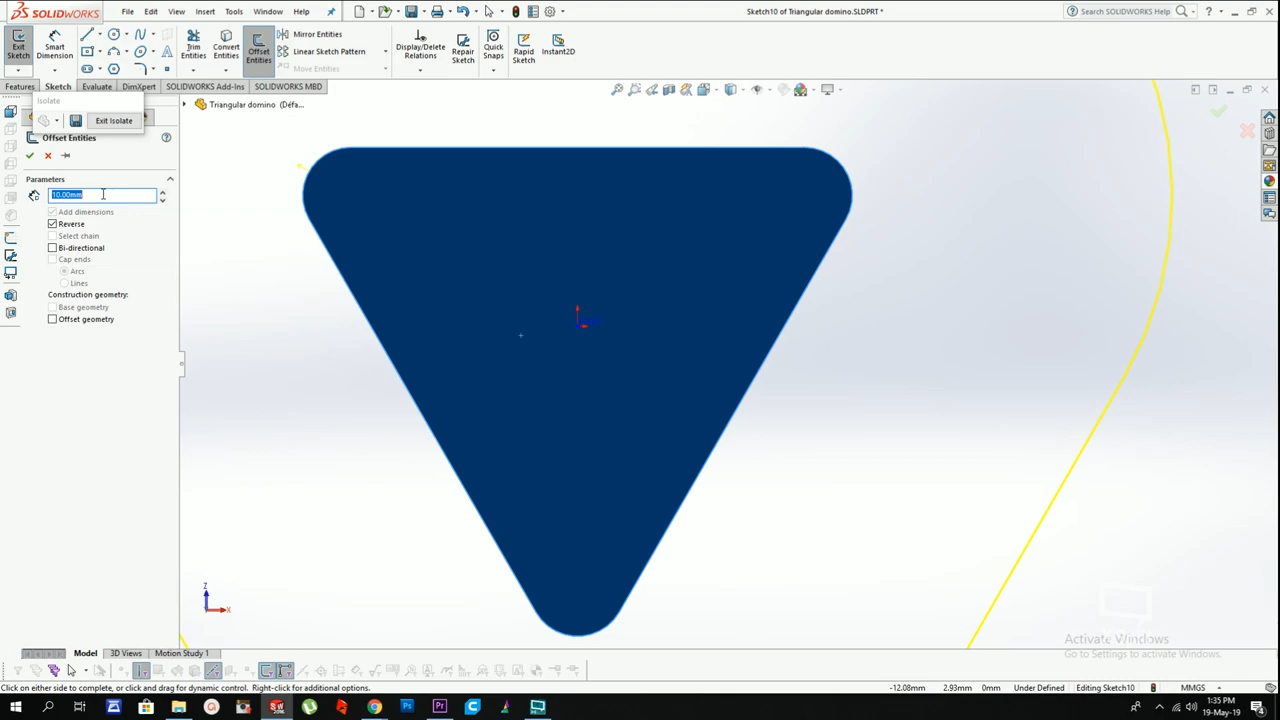 SOLIDWORKS
File
Edit
View
Insert
Tools
Window
Help
Sketch10 of Triangular domino.SLDPRT *
SOLIDWORKS Help
Exit Sketch
Smart Dimension
Trim Entities
Convert Entities
Offset Entities
Mirror Entities
Linear Sketch Pattern
Move Entities
Display/Delete Relations
Repair Sketch
Quick Snaps
Rapid Sketch
Instant2D
Features
Sketch
Evaluate
DimXpert
SOLIDWORKS Add-Ins
SOLIDWORKS MBD
Isolate
Exit Isolate
Triangular domino (Défa...
Offset Entities
Parameters
10.00mm
Add dimensions
Reverse
Select chain
Bi-directional
Cap ends
Arcs
Lines
Construction geometry:
Base geometry
Offset geometry
Z
X
Activate Windows
Go to Settings to activate Windows.
Model
3D Views
Motion Study 1
Click on either side to complete, or click and drag for dynamic control. Right-click for additional options.
-12.08mm
2.93mm
0mm
Under Defined
Editing Sketch10
MMGS
1:35 PM
19-May-19